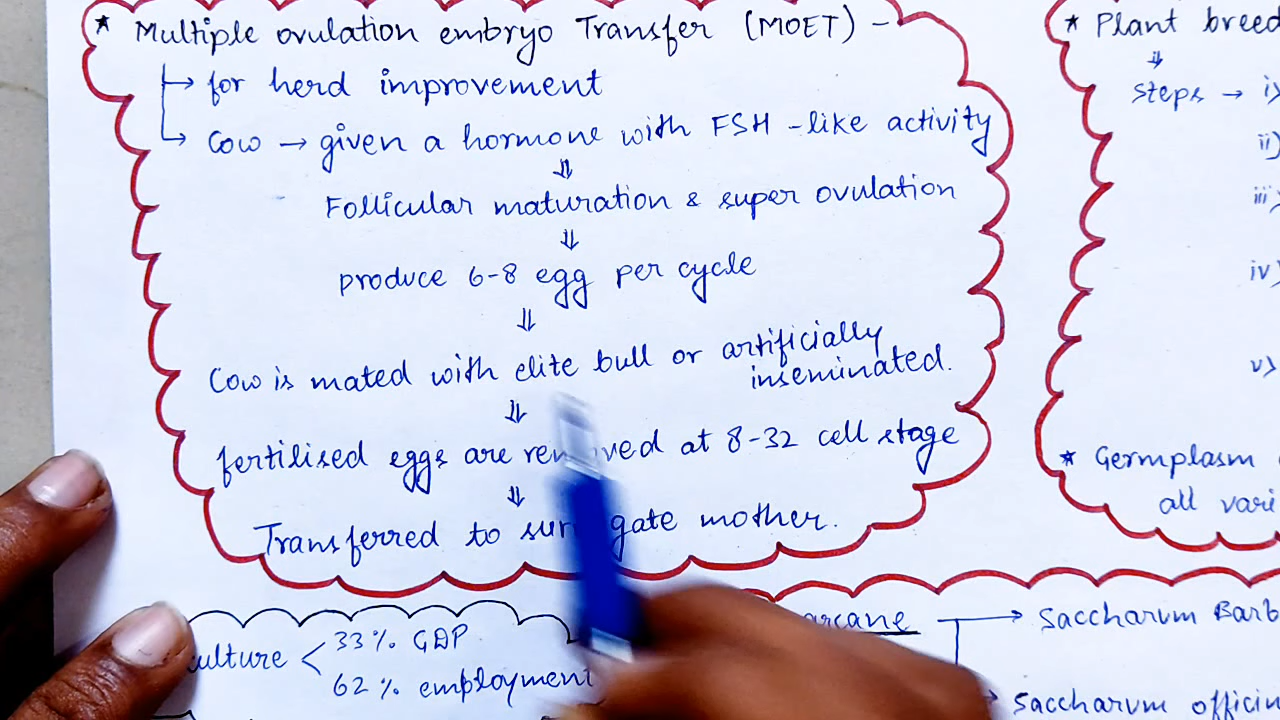 * Multiple ovulation embryo Transfer (MOET) -
→ for herd improvement
→ Cow → given a hormone with FSH -like activity
⇓
Follicular maturation & super ovulation
⇓
produce 6-8 egg per cycle
⇓
Cow is mated with elite bull or artificially inseminated.
⇓
fertilised eggs are removed at 8-32 cell stage
⇓
Transferred to surrogate mother.
33% GDP
62% employment
* Plant breed
steps → i)
ii)
iii)
iv)
v)
* Germplasm
all vari
→ Saccharum Barb
Saccharum officin